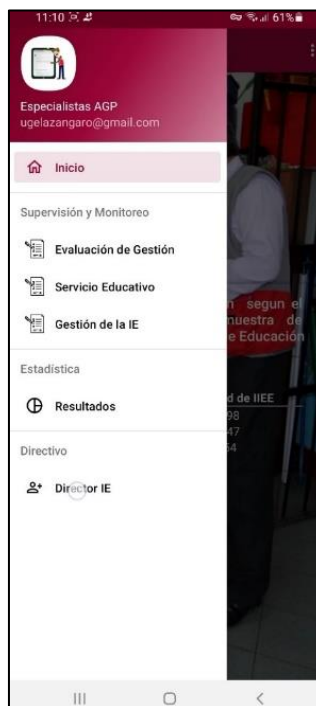 11:10
61%
Especialistas AGP
ugelazangaro@gmail.com
Inicio
Supervisión y Monitoreo
Evaluación de Gestión
Servicio Educativo
Gestión de la IE
Estadística
Resultados
Directivo
Director IE
n segun el
nuestra de
e Educación
d de IIEE
98
47
54